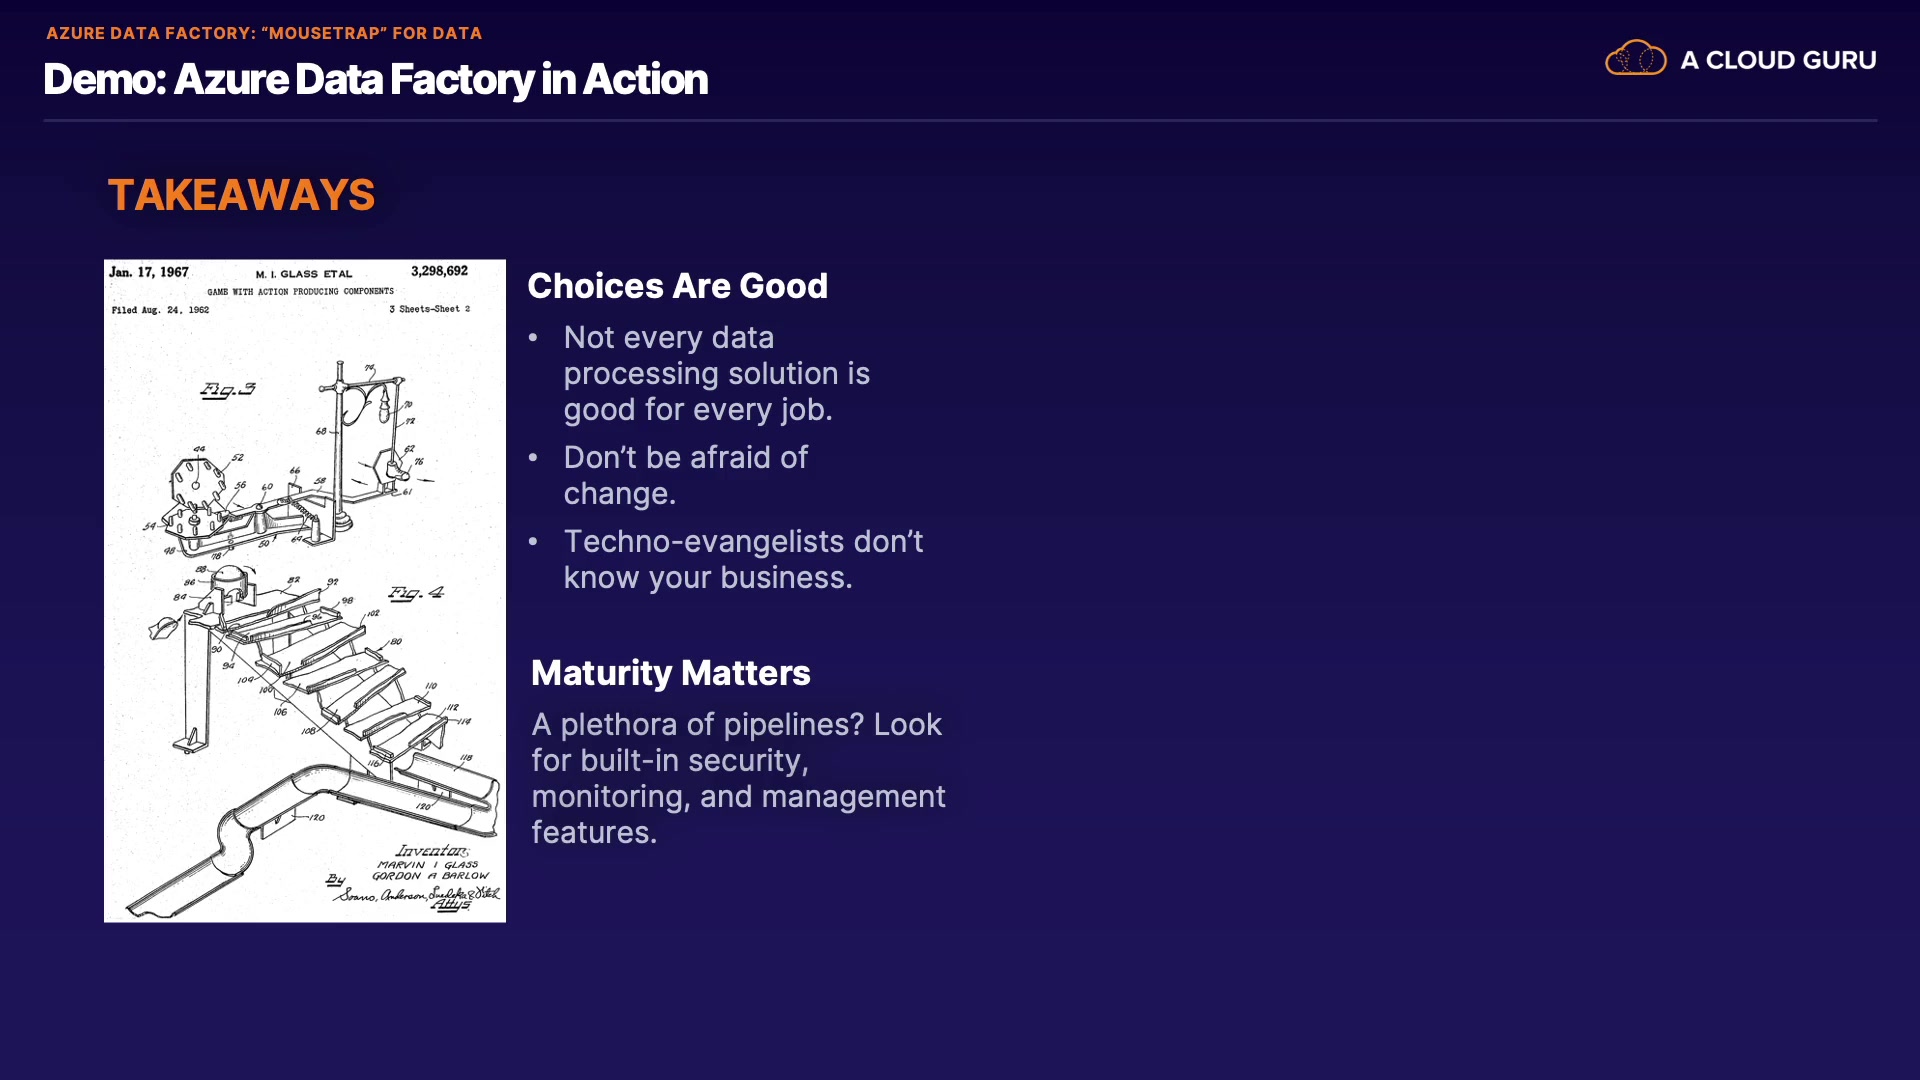 AZURE DATA FACTORY: “MOUSETRAP” FOR DATA
Demo: Azure Data Factory in Action
A CLOUD GURU
TAKEAWAYS
Jan. 17, 1967
M. I. GLASS ETAL
3,298,692
GAME WITH ACTION PRODUCING COMPONENTS
Filed Aug. 24, 1962
3 Sheets-Sheet 2
Fig. 3
74
70
72
68
62
76
44
52
66
58
56
60
61
54
64
50
48
78
88
86
82
92
84
Fig. 4
98
96
102
90
80
94
104
100
110
106
112
114
108
118
116
120
120
Inventors
MARVIN I GLASS
GORDON A BARLOW
By
Attys
Choices Are Good
• Not every data
processing solution is
good for every job.
• Don’t be afraid of
change.
• Techno-evangelists don’t
know your business.
Maturity Matters
A plethora of pipelines? Look
for built-in security,
monitoring, and management
features.